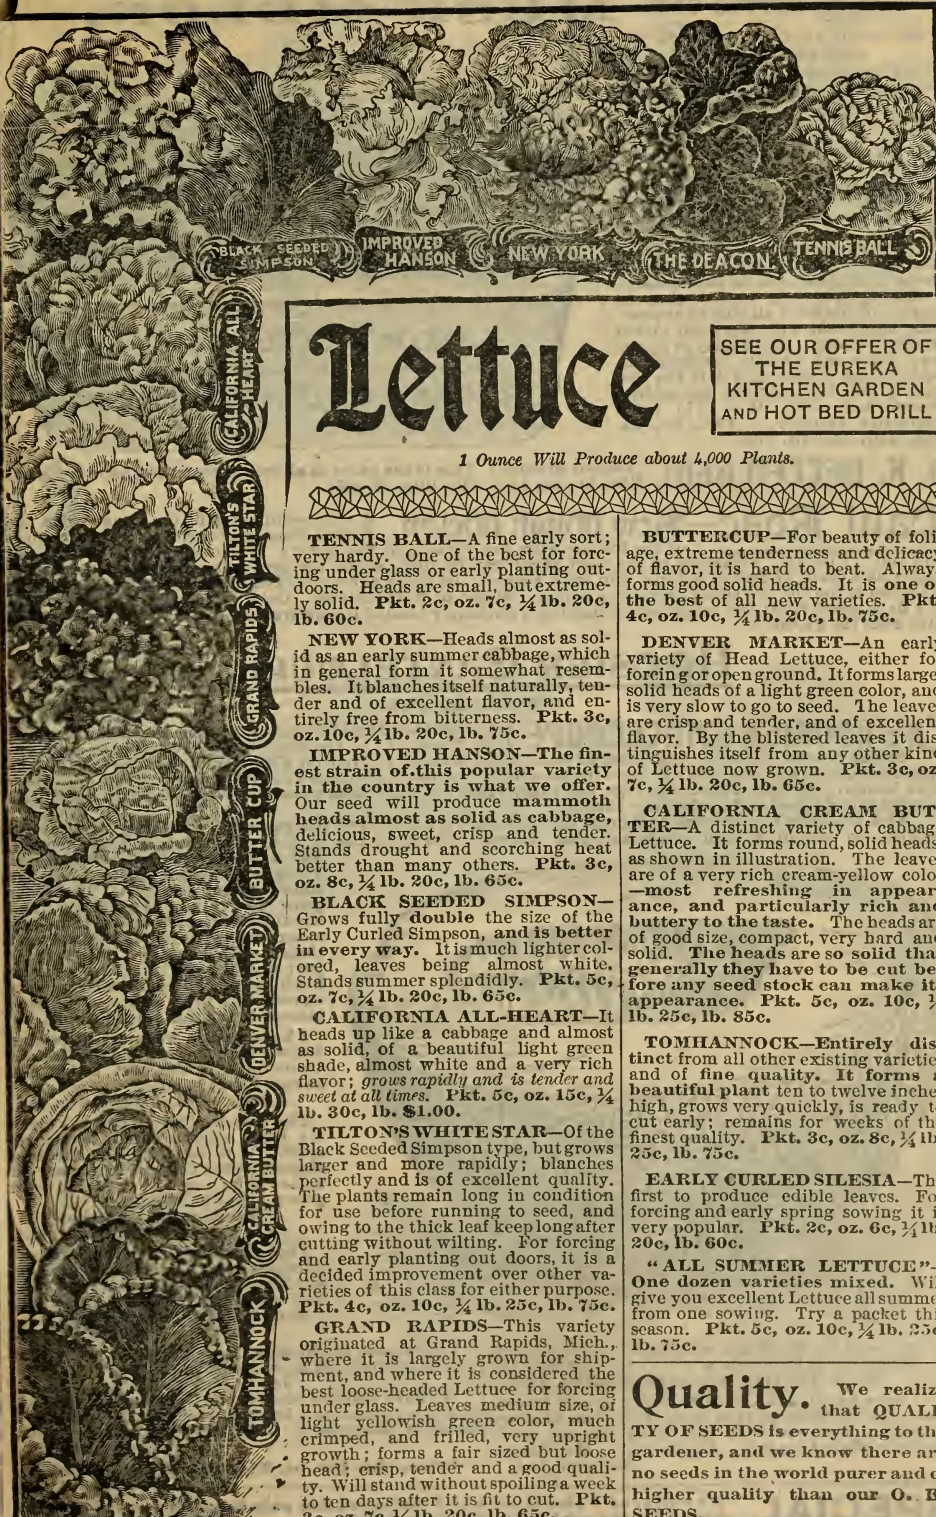 BLACK SEEDED
SIMPSON
IMPROVED
HANSON
NEW YORK
THE DEACON
TENNIS BALL
CALIFORNIA ALL
HEART
TILTON'S
WHITE STAR
GRAND RAPIDS
BUTTER CUP
DENVER MARKET
CALIFORNIA
CREAM BUTTER
TOMHANNOCK
Lettuce
SEE OUR OFFER OF
THE EUREKA
KITCHEN GARDEN
AND HOT BED DRILL
1 Ounce Will Produce about 4,000 Plants.
TENNIS BALL—A fine early sort;
very hardy. One of the best for forc-
ing under glass or early planting out-
doors. Heads are small, but extreme-
ly solid. Pkt. 2c, oz. 7c, ¼ lb. 20c,
lb. 60c.
NEW YORK—Heads almost as sol-
id as an early summer cabbage, which
in general form it somewhat resem-
bles. It blanches itself naturally, ten-
der and of excellent flavor, and en-
tirely free from bitterness. Pkt. 3c,
oz. 10c, ¼ lb. 20c, lb. 75c.
IMPROVED HANSON—The fin-
est strain of this popular variety
in the country is what we offer.
Our seed will produce mammoth
heads almost as solid as cabbage,
delicious, sweet, crisp and tender.
Stands drought and scorching heat
better than many others. Pkt. 3c,
oz. 8c, ¼ lb. 20c, lb. 65c.
BLACK SEEDED SIMPSON—
Grows fully double the size of the
Early Curled Simpson, and is better
in every way. It is much lighter col-
ored, leaves being almost white.
Stands summer splendidly. Pkt. 5c,
oz. 7c, ¼ lb. 20c, lb. 65c.
CALIFORNIA ALL-HEART—It
heads up like a cabbage and almost
as solid, of a beautiful light green
shade, almost white and a very rich
flavor; grows rapidly and is tender and
sweet at all times. Pkt. 5c, oz. 15c, ¼
lb. 30c, lb. $1.00.
TILTON'S WHITE STAR—Of the
Black Seeded Simpson type, but grows
larger and more rapidly; blanches
perfectly and is of excellent quality.
The plants remain long in condition
for use before running to seed, and
owing to the thick leaf keep long after
cutting without wilting. For forcing
and early planting out doors, it is a
decided improvement over other va-
rieties of this class for either purpose.
Pkt. 4c, oz. 10c, ¼ lb. 25c, lb. 75c.
GRAND RAPIDS—This variety
originated at Grand Rapids, Mich.,
where it is largely grown for ship-
ment, and where it is considered the
best loose-headed Lettuce for forcing
under glass. Leaves medium size, of
light yellowish green color, much
crimped, and frilled, very upright
growth; forms a fair sized but loose
head; crisp, tender and a good quali-
ty. Will stand without spoiling a week
to ten days after it is fit to cut. Pkt.
oz. 7c, ¼ lb. 20c, lb. 65c.
BUTTERCUP—For beauty of foli
age, extreme tenderness and delicacy
of flavor, it is hard to beat. Alway
forms good solid heads. It is one o
the best of all new varieties. Pkt
4c, oz. 10c, ¼ lb. 20c, lb. 75c.
DENVER MARKET—An early
variety of Head Lettuce, either fo
forcing or open ground. It forms large
solid heads of a light green color, and
is very slow to go to seed. The leave
are crisp and tender, and of excellen
flavor. By the blistered leaves it dis
tinguishes itself from any other kind
of Lettuce now grown. Pkt. 3c, oz
7c, ¼ lb. 20c, lb. 65c.
CALIFORNIA CREAM BUT
TER—A distinct variety of cabbag
Lettuce. It forms round, solid heads
as shown in illustration. The leave
are of a very rich cream-yellow colo
—most refreshing in appear
ance, and particularly rich and
buttery to the taste. The heads ar
of good size, compact, very hard and
solid. The heads are so solid tha
generally they have to be cut be
fore any seed stock can make it
appearance. Pkt. 5c, oz. 10c,
lb. 25c, lb. 85c.
TOMHANNOCK—Entirely dis
tinct from all other existing varietie
and of fine quality. It forms a
beautiful plant ten to twelve inche
high, grows very quickly, is ready t
cut early; remains for weeks of th
finest quality. Pkt. 3c, oz. 8c, ¼ lb
25c, lb. 75c.
EARLY CURLED SILESIA—Th
first to produce edible leaves. Fo
forcing and early spring sowing it i
very popular. Pkt. 2c, oz. 6c, ¼ lb
20c, lb. 60c.
"ALL SUMMER LETTUCE"—
One dozen varieties mixed. Wil
give you excellent Lettuce all summe
from one sowing. Try a packet thi
season. Pkt. 5c, oz. 10c, ¼ lb. 25c
lb. 75c.
Quality. We realiz
that QUALI
TY OF SEEDS is everything to th
gardener, and we know there ar
no seeds in the world purer and o
higher quality than our O. E
SEEDS.